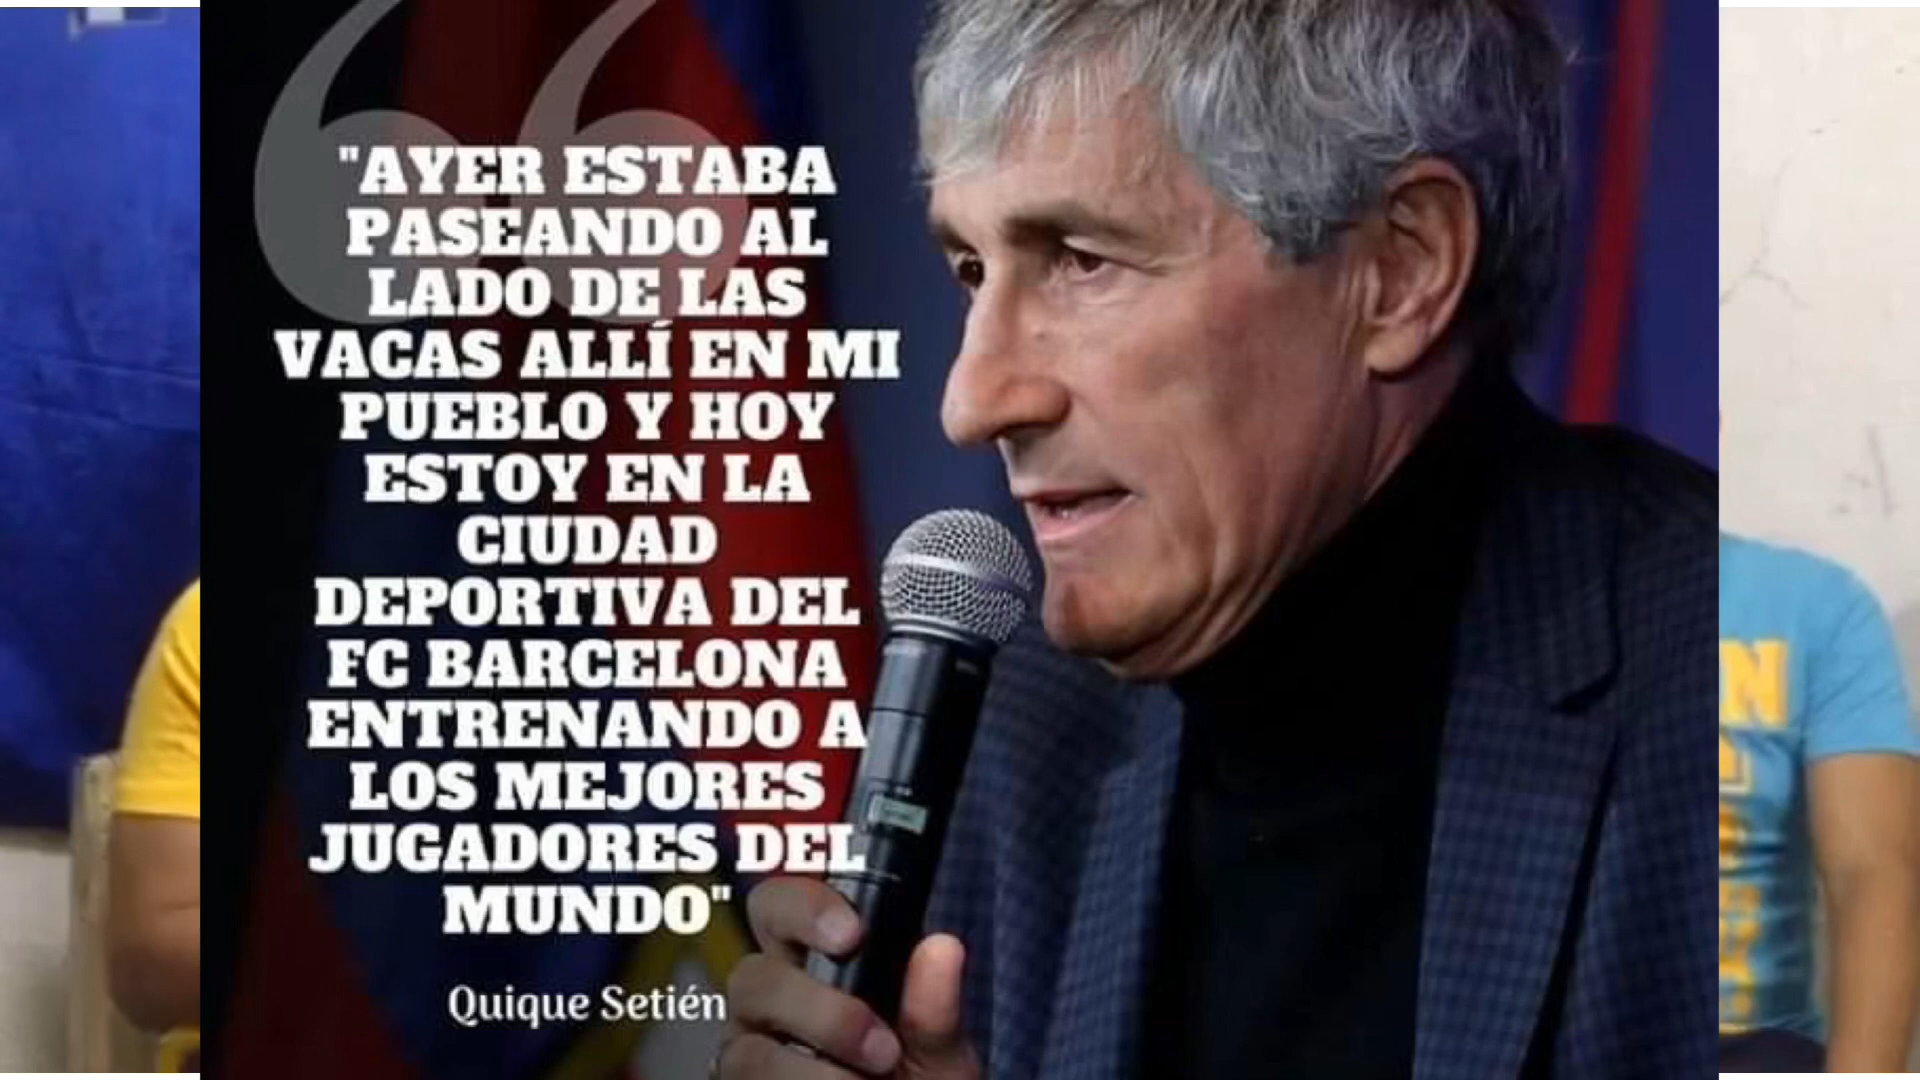 "AYER ESTABA
PASEANDO AL
LADO DE LAS
VACAS ALLÍ EN MI
PUEBLO Y HOY
ESTOY EN LA
CIUDAD
DEPORTIVA DEL
FC BARCELONA
ENTRENANDO A
LOS MEJORES
JUGADORES DEL
MUNDO"
Quique Setién